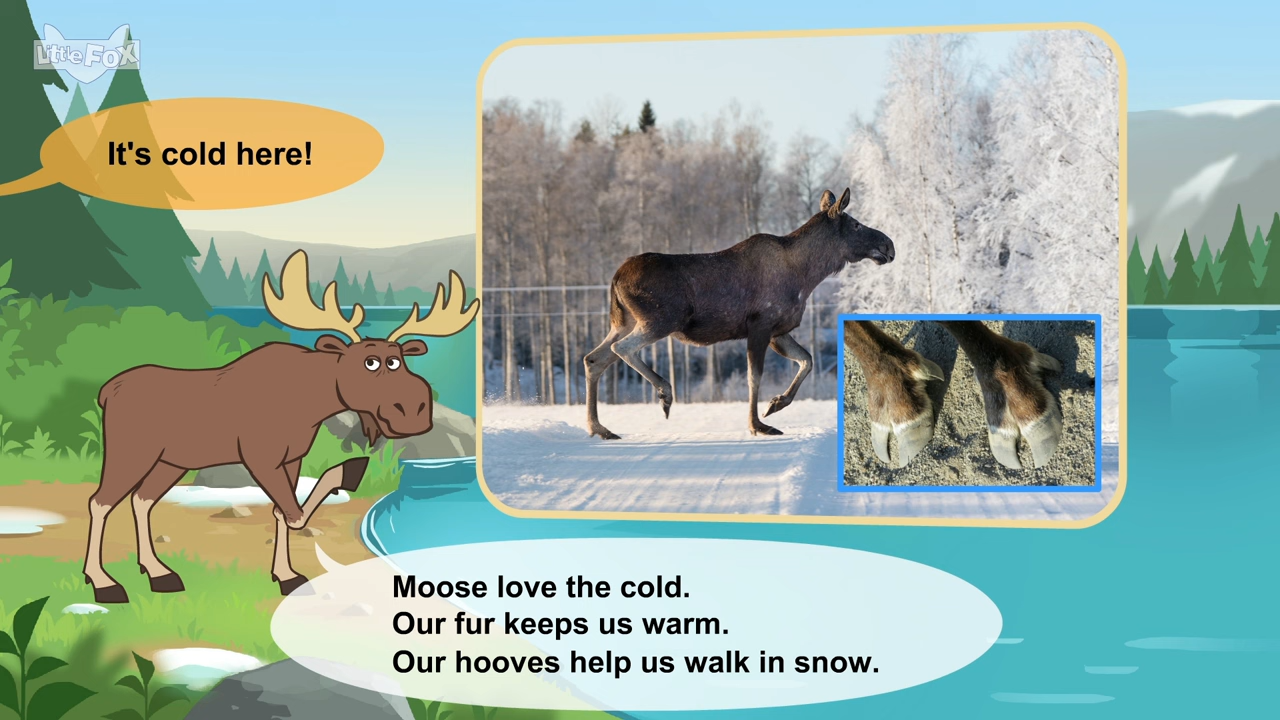 Little Fox
It's cold here!
Moose love the cold.
Our fur keeps us warm.
Our hooves help us walk in snow.